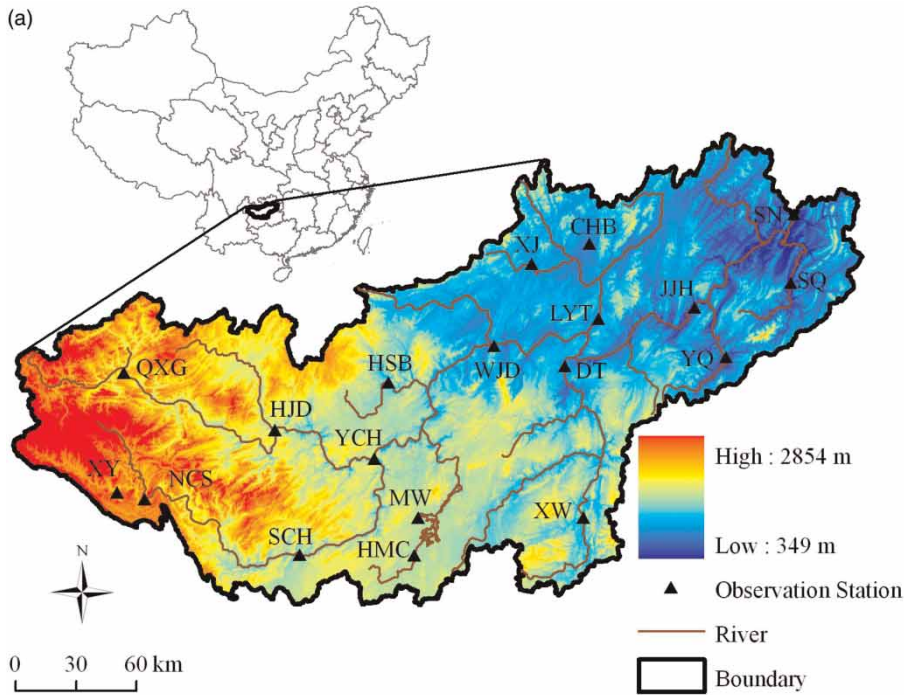 (a)
SN
CHB
XJ
SQ
JJH
LYT
WJD
YQ
DT
QXG
HSB
HJD
YCH
XY
NCS
MW
XW
SCH
HMC
High : 2854 m
Low : 349 m
Observation Station
River
Boundary
N
0 30 60 km